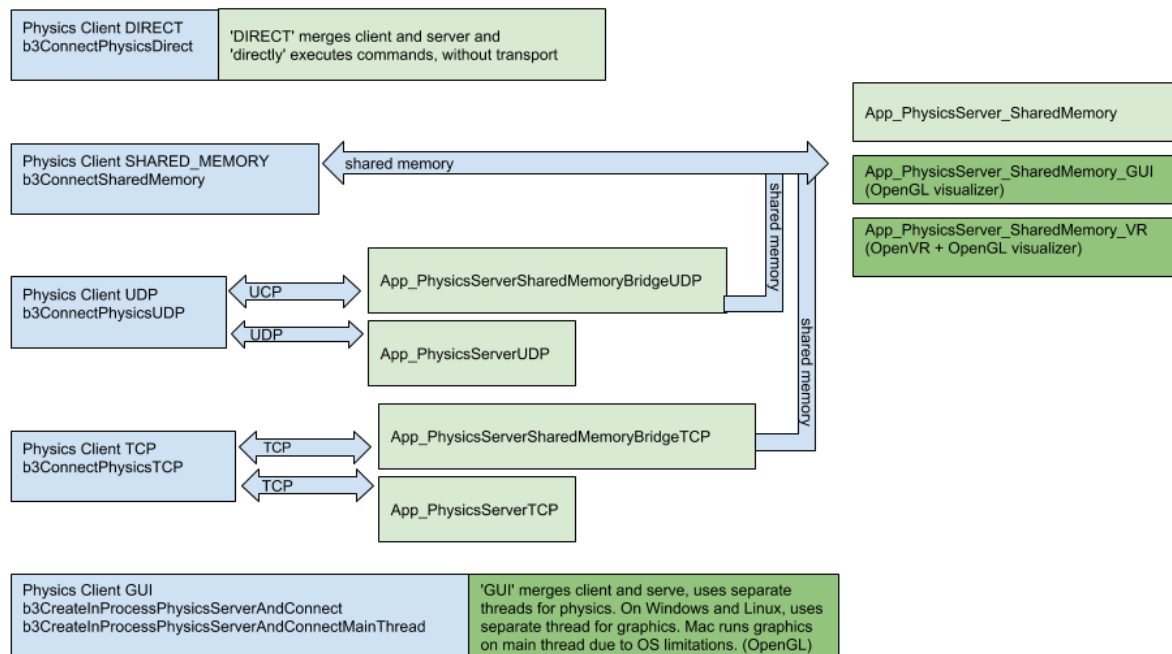 Physics Client DIRECT
b3ConnectPhysicsDirect
'DIRECT' merges client and server and
'directly' executes commands, without transport
App_PhysicsServer_SharedMemory
Physics Client SHARED_MEMORY
b3ConnectSharedMemory
shared memory
App_PhysicsServer_SharedMemory_GUI
(OpenGL visualizer)
App_PhysicsServer_SharedMemory_VR
(OpenVR + OpenGL visualizer)
shared memory
shared memory
Physics Client UDP
b3ConnectPhysicsUDP
UCP
App_PhysicsServerSharedMemoryBridgeUDP
UDP
App_PhysicsServerUDP
Physics Client TCP
b3ConnectPhysicsTCP
TCP
App_PhysicsServerSharedMemoryBridgeTCP
TCP
App_PhysicsServerTCP
Physics Client GUI
b3CreateInProcessPhysicsServerAndConnect
b3CreateInProcessPhysicsServerAndConnectMainThread
'GUI' merges client and serve, uses separate
threads for physics. On Windows and Linux, uses
separate thread for graphics. Mac runs graphics
on main thread due to OS limitations. (OpenGL)